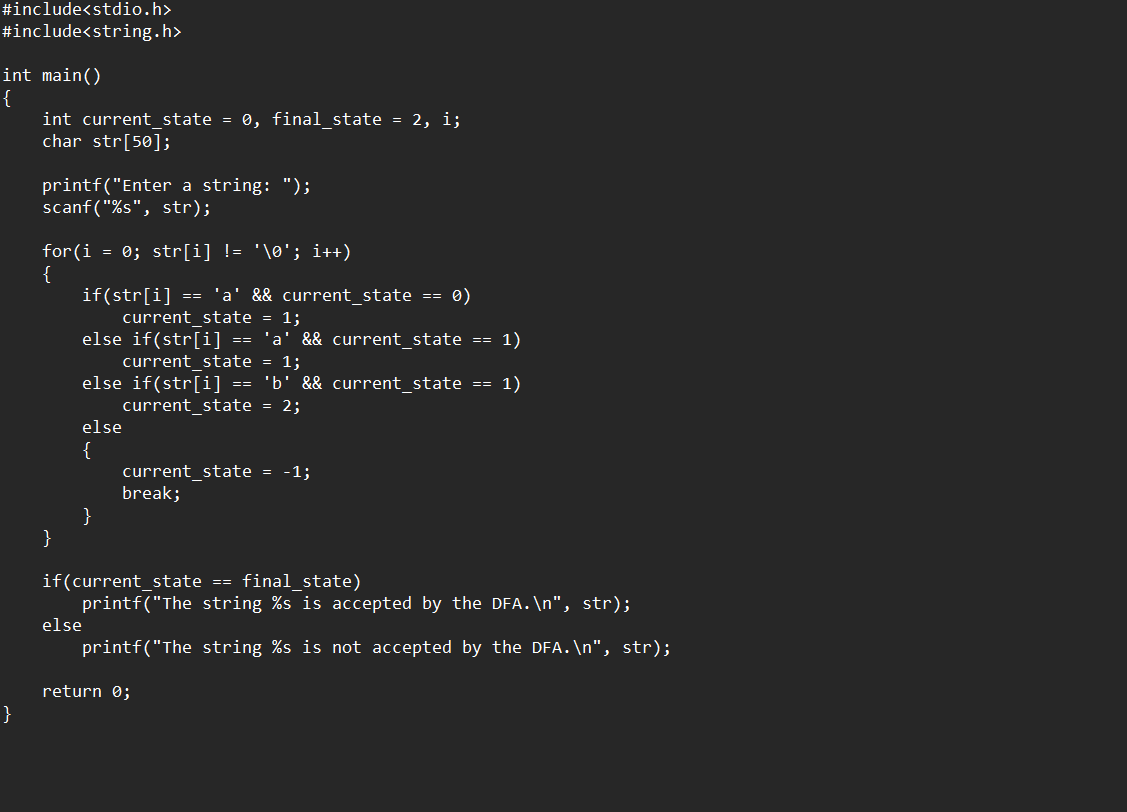 #include<stdio.h>
#include<string.h>

int main()
{
    int current_state = 0, final_state = 2, i;
    char str[50];

    printf("Enter a string: ");
    scanf("%s", str);

    for(i = 0; str[i] != '\0'; i++)
    {
        if(str[i] == 'a' && current_state == 0)
            current_state = 1;
        else if(str[i] == 'a' && current_state == 1)
            current_state = 1;
        else if(str[i] == 'b' && current_state == 1)
            current_state = 2;
        else
        {
            current_state = -1;
            break;
        }
    }

    if(current_state == final_state)
        printf("The string %s is accepted by the DFA.\n", str);
    else
        printf("The string %s is not accepted by the DFA.\n", str);

    return 0;
}